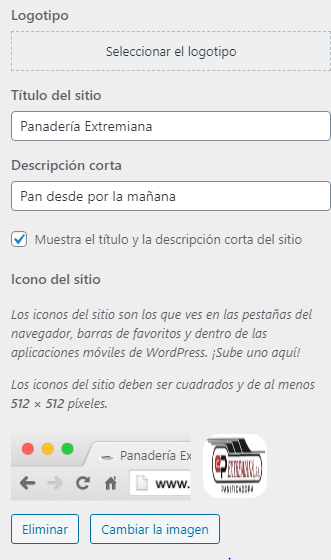 Logotipo
Seleccionar el logotipo
Título del sitio
Panadería Extremiana
Descripción corta
Pan desde por la mañana
Muestra el título y la descripción corta del sitio
Icono del sitio
Los iconos del sitio son los que ves en las pestañas del
navegador, barras de favoritos y dentro de las
aplicaciones móviles de WordPress. ¡Sube uno aquí!
Los iconos del sitio deben ser cuadrados y de al menos
512 × 512 píxeles.
Panadería Ex
www.
EXTREMIANA
PANIFICADORA
Eliminar
Cambiar la imagen